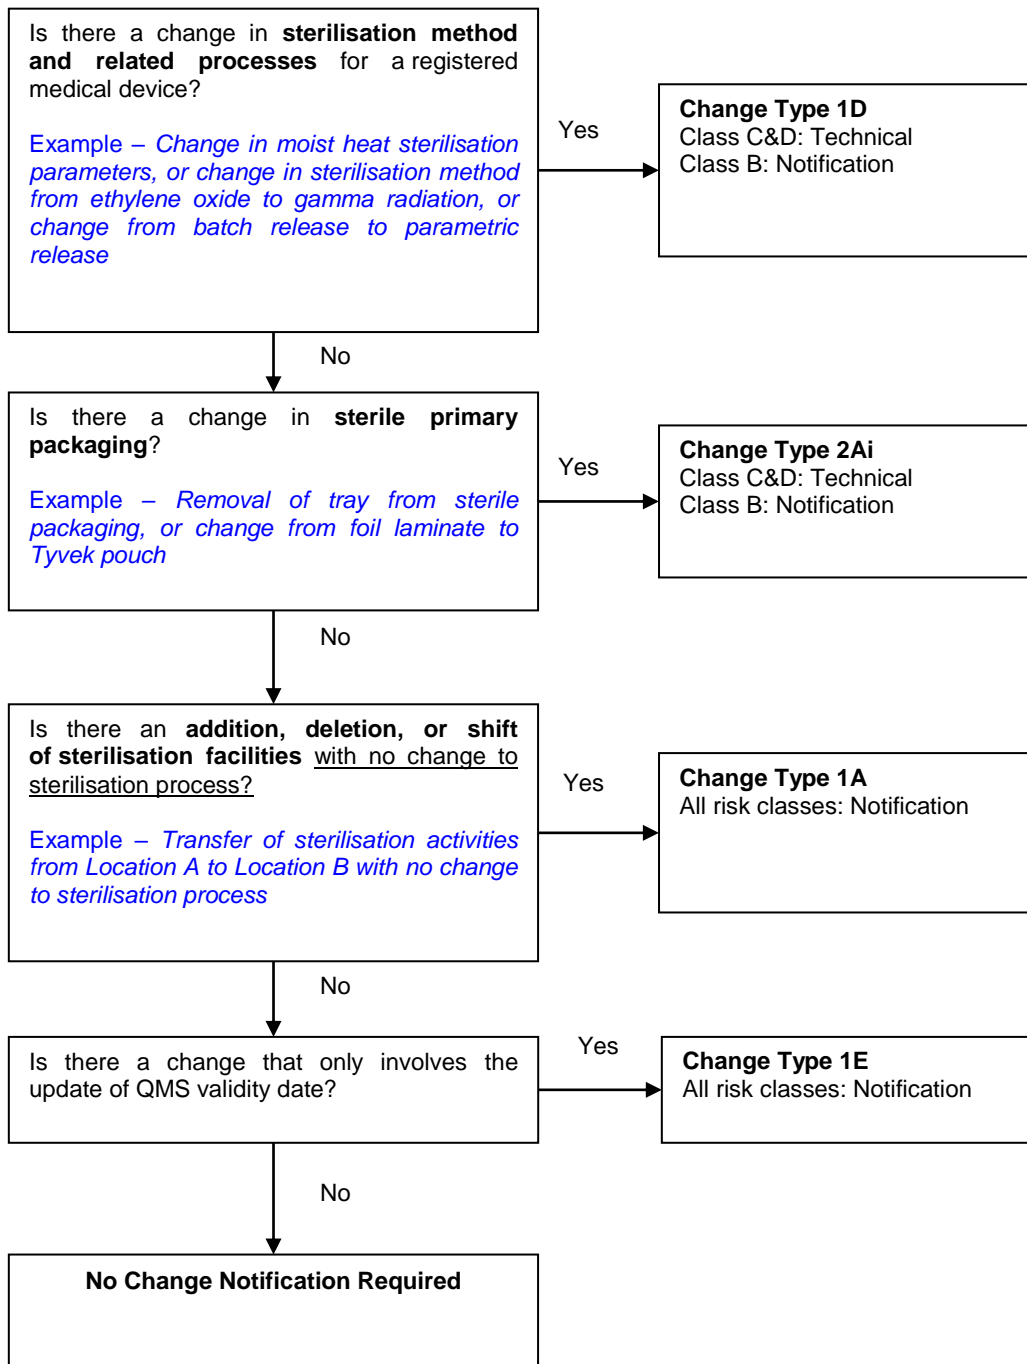 Is there a change in sterilisation method
and related processes for a registered
medical device?
Example – Change in moist heat sterilisation
parameters, or change in sterilisation method
from ethylene oxide to gamma radiation, or
change from batch release to parametric
release
Yes
Change Type 1D
Class C&D: Technical
Class B: Notification
No
Is there a change in sterile primary
packaging?
Example – Removal of tray from sterile
packaging, or change from foil laminate to
Tyvek pouch
Yes
Change Type 2Ai
Class C&D: Technical
Class B: Notification
No
Is there an addition, deletion, or shift
of sterilisation facilities with no change to
sterilisation process?
Example – Transfer of sterilisation activities
from Location A to Location B with no change
to sterilisation process
Yes
Change Type 1A
All risk classes: Notification
No
Is there a change that only involves the
update of QMS validity date?
Yes
Change Type 1E
All risk classes: Notification
No
No Change Notification Required